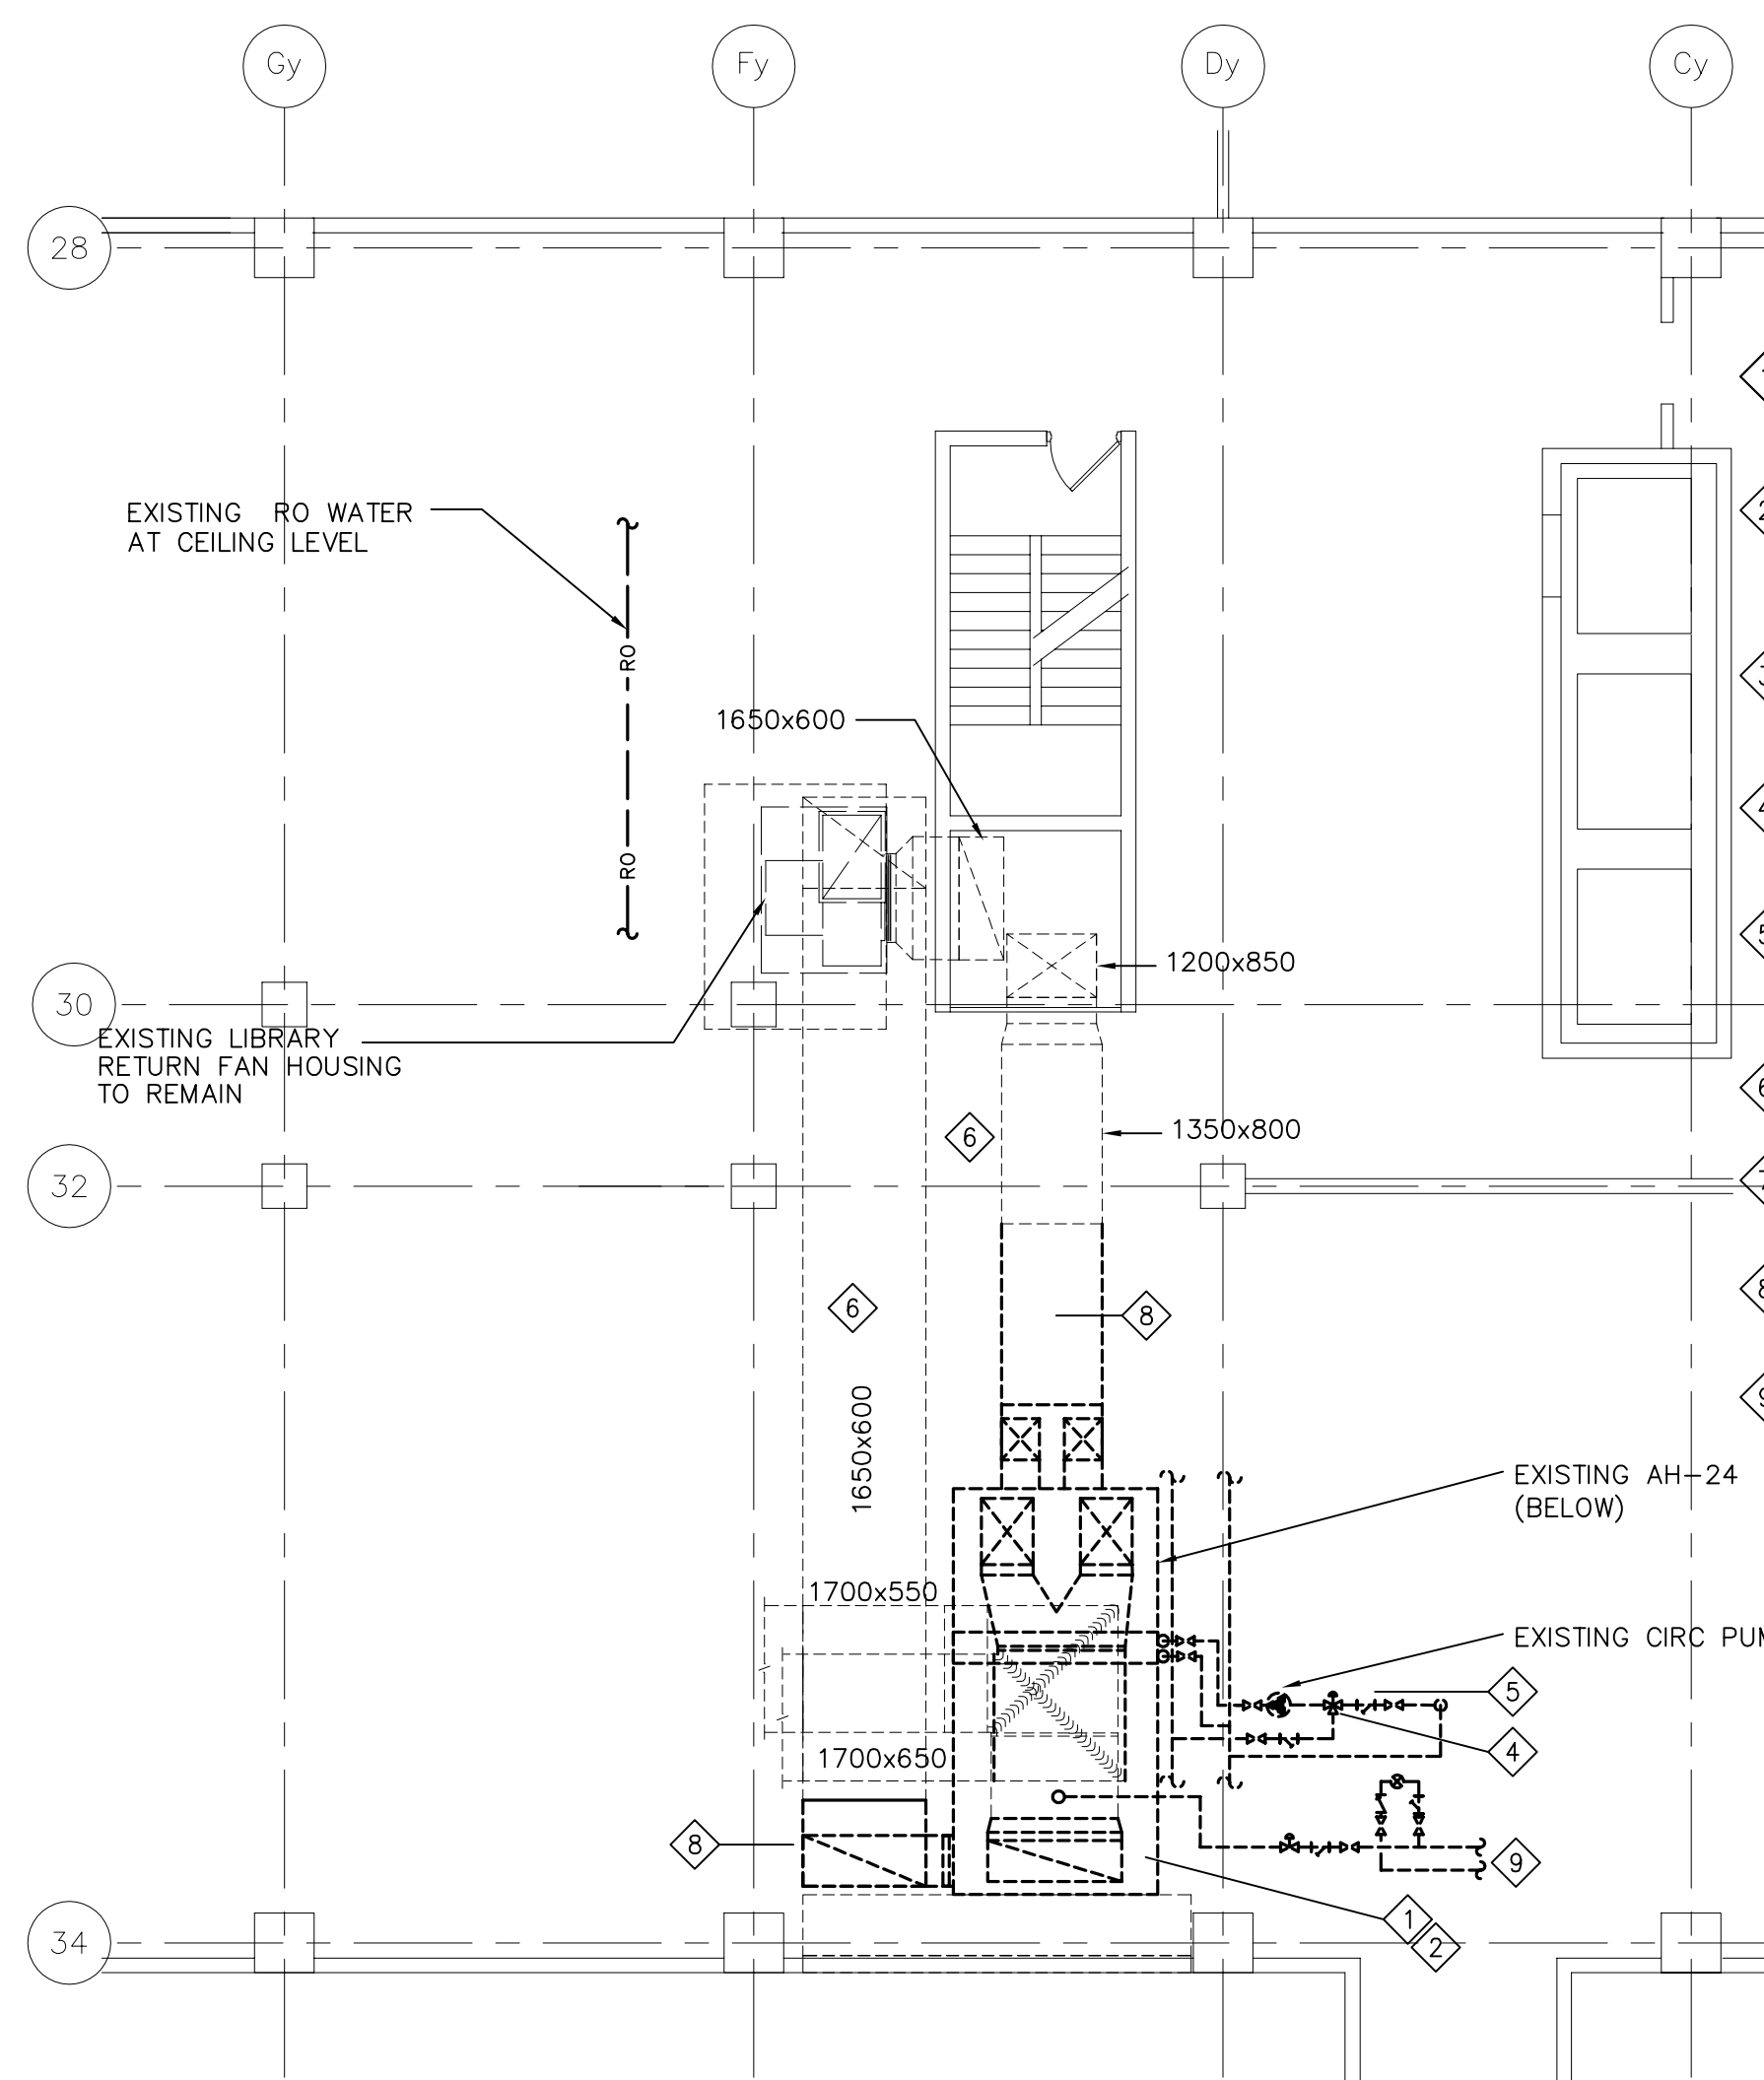 Gy
Fy
Dy
Cy
28
EXISTING RO WATER
AT CEILING LEVEL
RO
1650x600
RO
1200x850
30
EXISTING LIBRARY
RETURN FAN HOUSING
TO REMAIN
6
1350x800
32
6
8
1650x600
EXISTING AH-24
(BELOW)
1700x550
EXISTING CIRC
5
4
1700x650
8
9
1
2
34